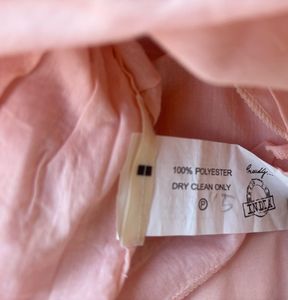 100% POLYESTER
DRY CLEAN ONLY
P
INDIA